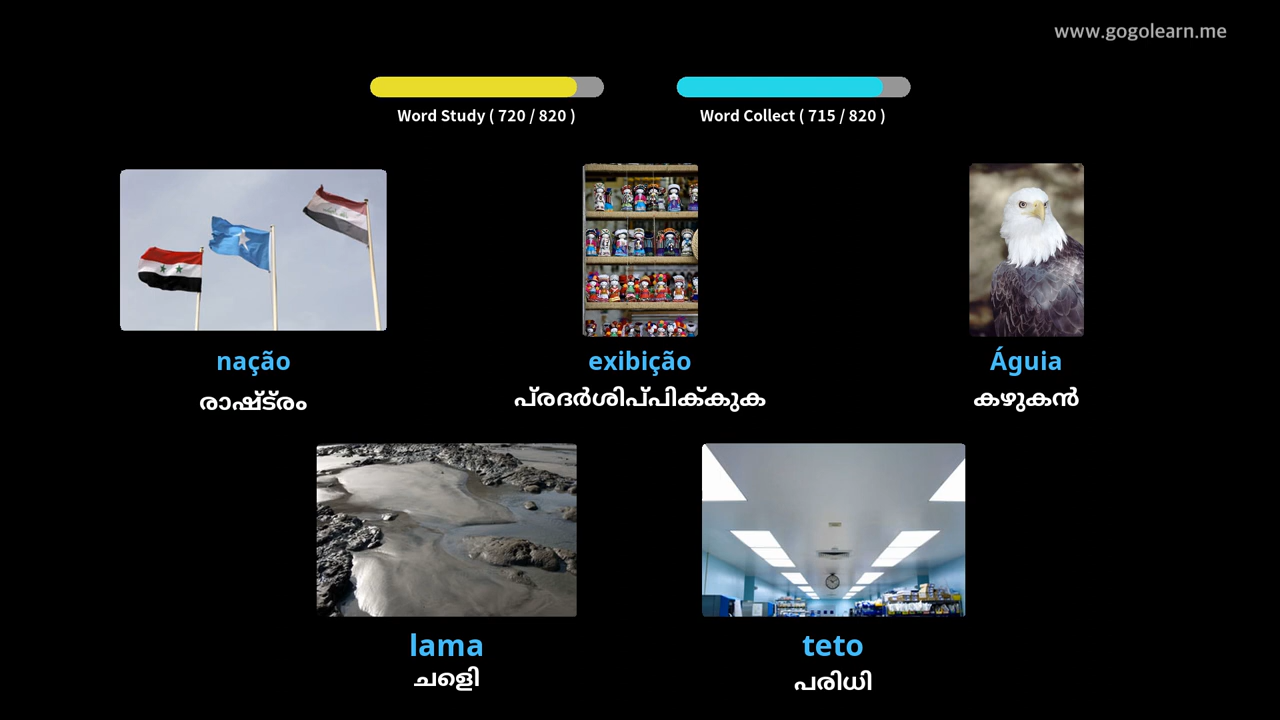 www.gogolearn.me
Word Study ( 720 / 820 )
Word Collect ( 715 / 820 )
nação
രാഷ്ട്രം
exibição
പ്രദർശിപ്പിക്കുക
Águia
കഴുകൻ
lama
ചളെി
teto
പരിധി